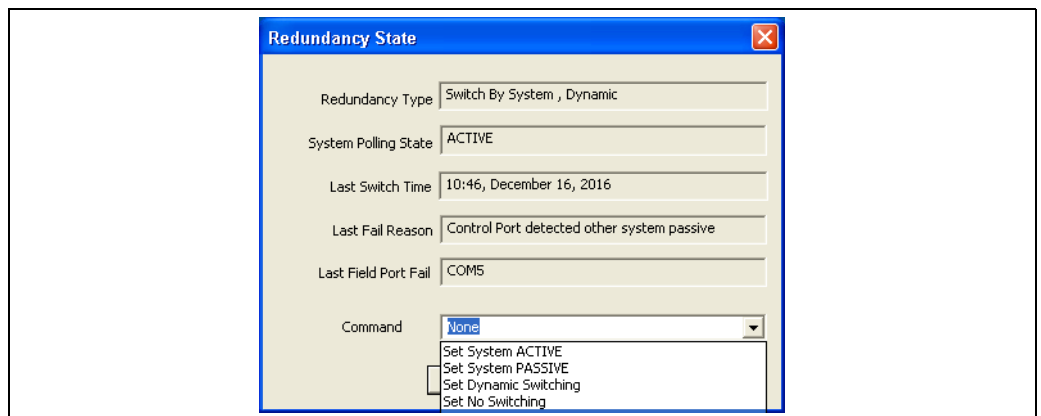 Redundancy State
Redundancy Type Switch By System , Dynamic
System Polling State ACTIVE
Last Switch Time 10:46, December 16, 2016
Last Fail Reason Control Port detected other system passive
Last Field Port Fail COM5
Command None
Set System ACTIVE
Set System PASSIVE
Set Dynamic Switching
Set No Switching